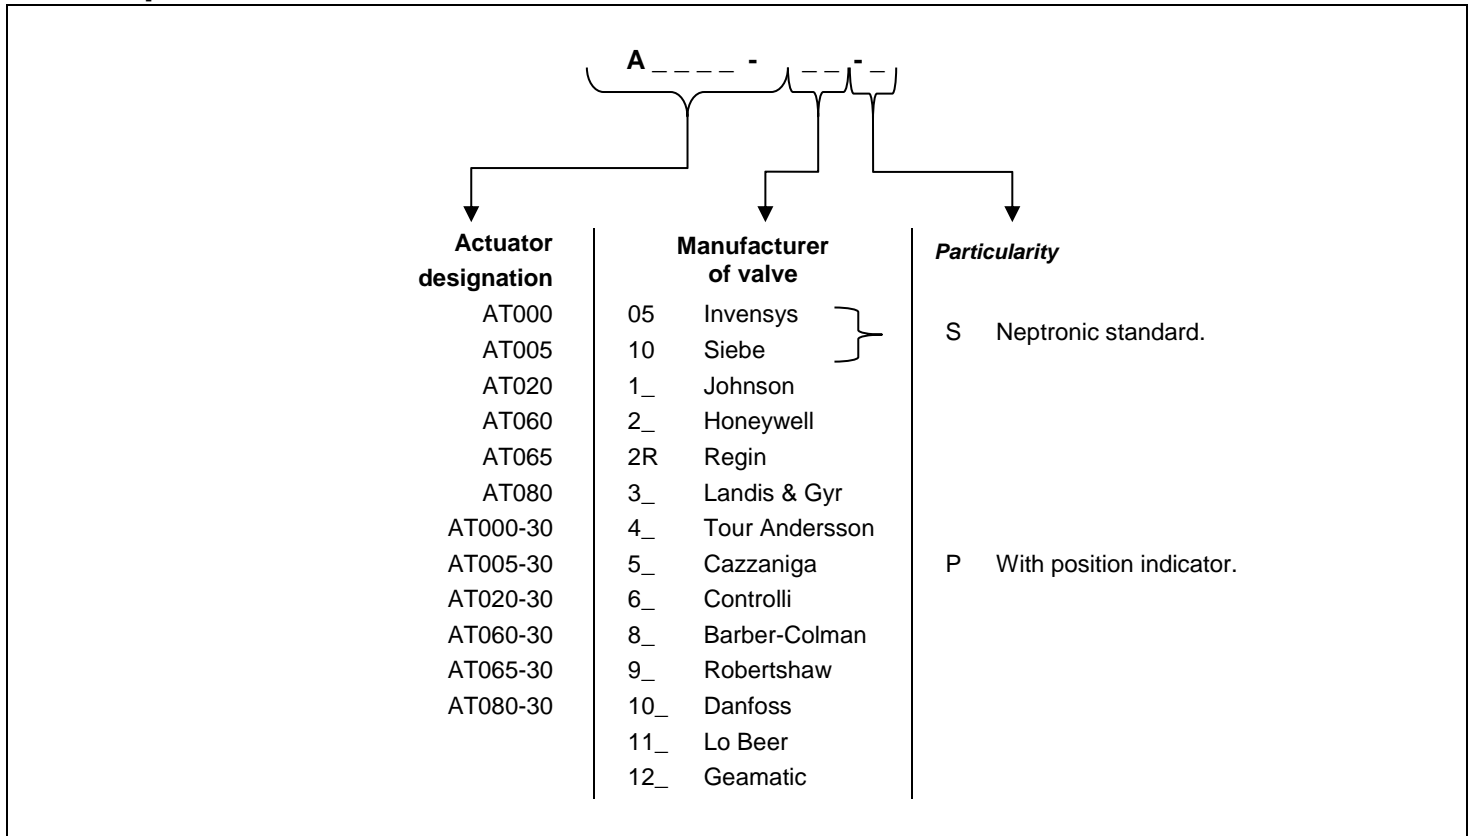 A _ _ _ _ - _ _ - _
Actuator designation
Manufacturer of valve
Particularity
AT000 05 Invensys
S Neptronic standard.
AT005 10 Siebe
AT020 1_ Johnson
AT060 2_ Honeywell
AT065 2R Regin
AT080 3_ Landis & Gyr
AT000-30 4_ Tour Andersson
AT005-30 5_ Cazzaniga P With position indicator.
AT020-30 6_ Controlli
AT060-30 8_ Barber-Colman
AT065-30 9_ Robertshaw
AT080-30 10_ Danfoss
11_ Lo Beer
12_ Geamatic